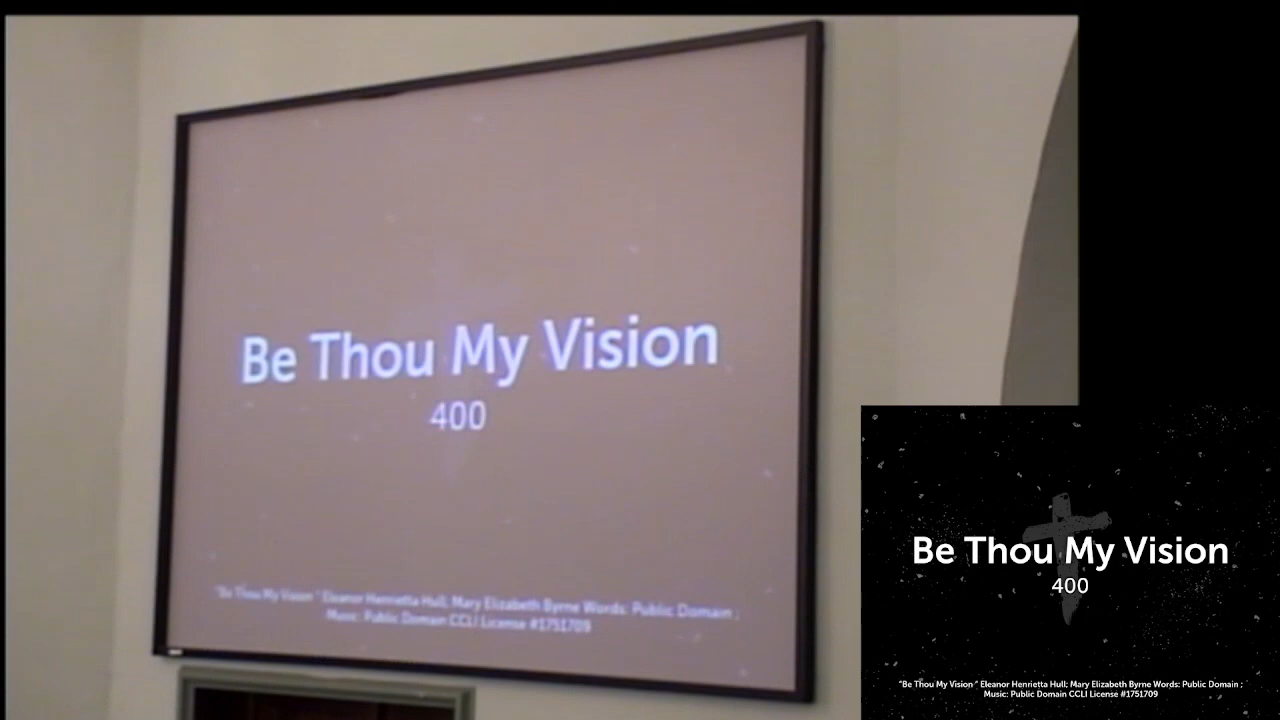 Be Thou My Vision
400
"Be Thou My Vision " Eleanor Henrietta Hull; Mary Elizabeth Byrne Words: Public Domain ;
Music: Public Domain CCLI License #1751709
Be Thou My Vision
400
"Be Thou My Vision " Eleanor Henrietta Hull; Mary Elizabeth Byrne Words: Public Domain ;
Music: Public Domain CCLI License #1751709